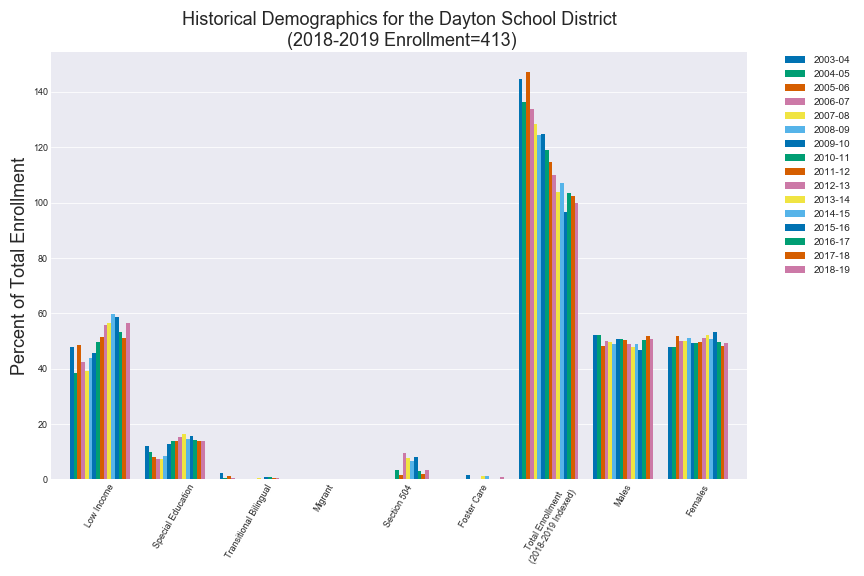 Historical Demographics for the Dayton School District
(2018-2019 Enrollment=413)
Percent of Total Enrollment
140
120
100
80
60
40
20
0
Low Income
Special Education
Transitional Bilingual
Migrant
Section 504
Foster Care
Total Enrollment
(2018-2019 Indexed)
Males
Females
2003-04
2004-05
2005-06
2006-07
2007-08
2008-09
2009-10
2010-11
2011-12
2012-13
2013-14
2014-15
2015-16
2016-17
2017-18
2018-19